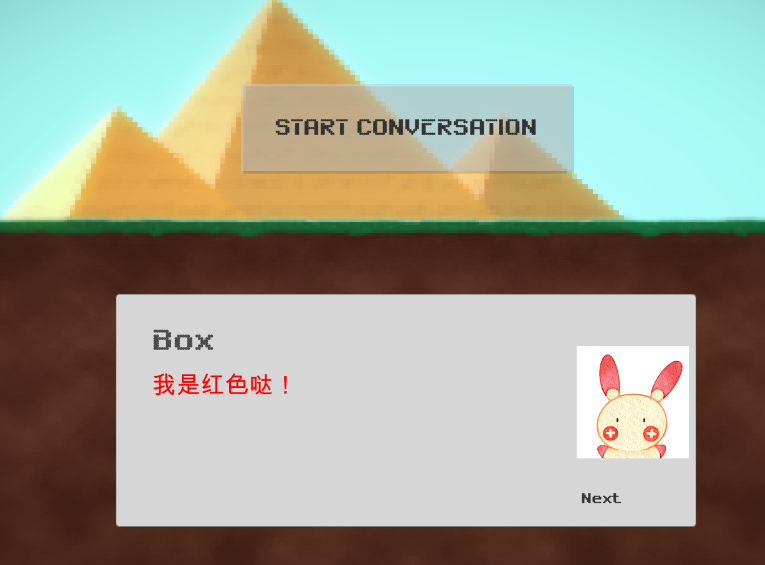 START CONVERSATION
Box
我是红色哒！
Next